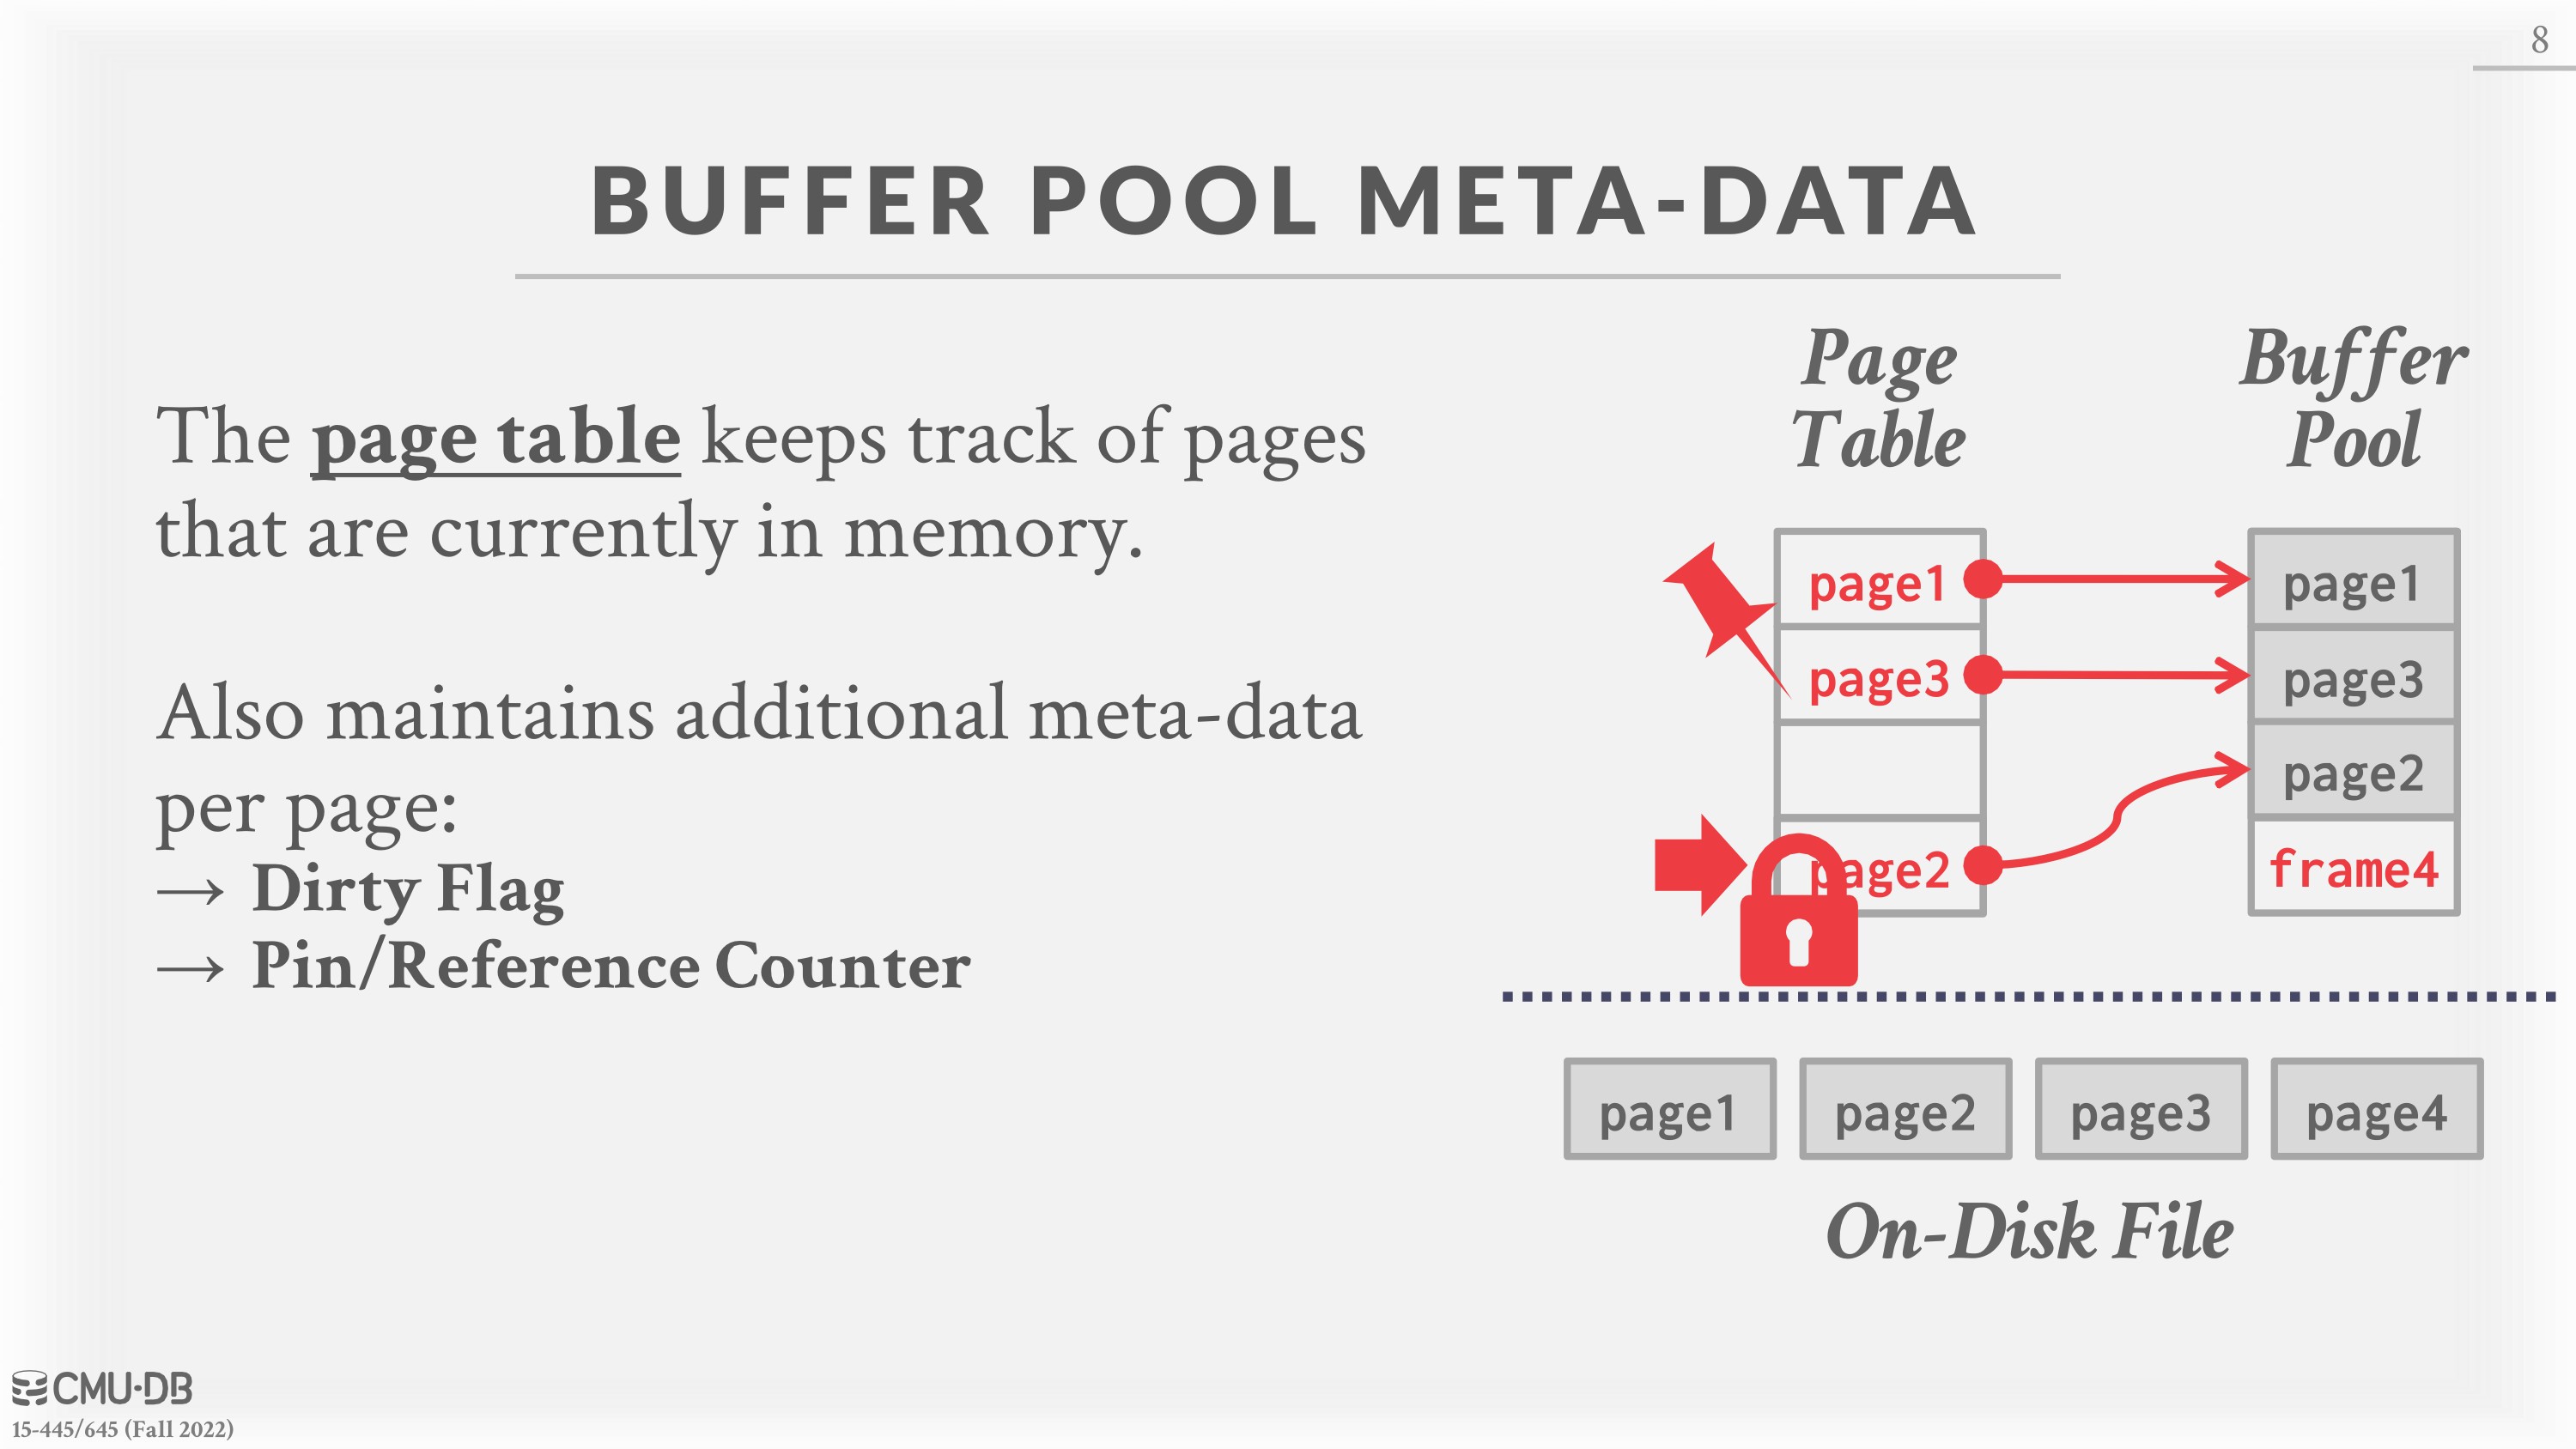 8
BUFFER POOL META-DATA
The page table keeps track of pages
that are currently in memory.
Also maintains additional meta-data
per page:
→ Dirty Flag
→ Pin/Reference Counter
Page
Table
page1
page3
page2
Buffer
Pool
page1
page3
page2
frame4
page1 page2 page3 page4
On-Disk File
CMU·DB
15-445/645 (Fall 2022)